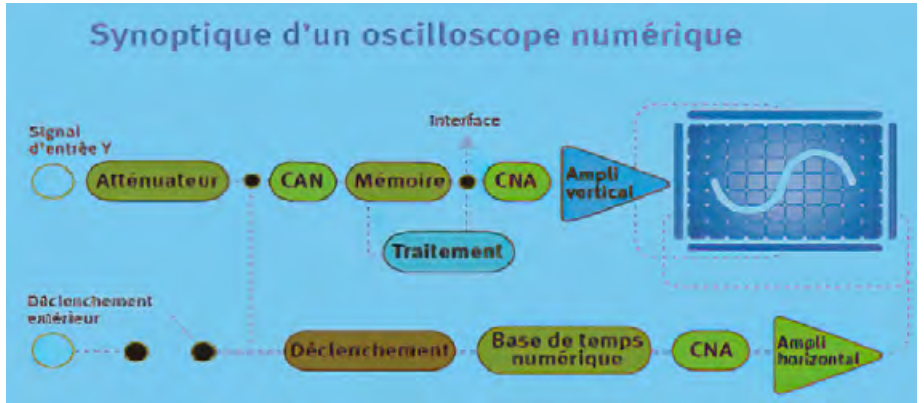 Synoptique d'un oscilloscope numérique
Interface
Signal
d'entrée Y
Atténuateur
CAN
Mémoire
CNA
Ampli
vertical
Traitement
Déclenchement
extérieur
Déclenchement
Base de temps
numérique
CNA
Ampli
horizontal